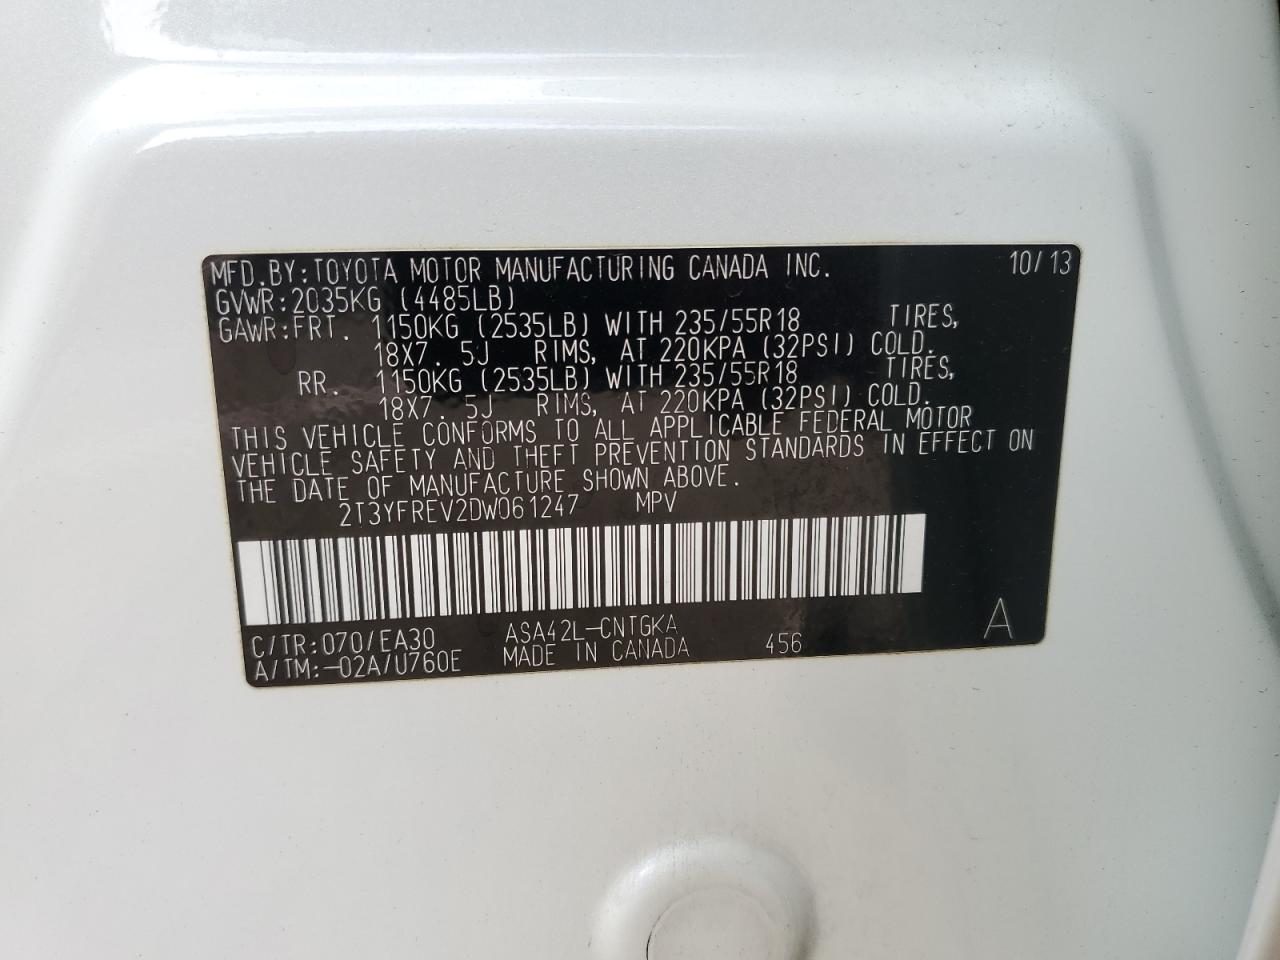 MFD.BY:TOYOTA MOTOR MANUFACTURING CANADA INC. 10/13
GVWR:2035KG (4485LB)
GAWR:FRT. 1150KG (2535LB) WITH 235/55R18 TIRES,
18X7. 5J RIMS, AT 220KPA (32PSI) COLD.
RR. 1150KG (2535LB) WITH 235/55R18 TIRES,
18X7. 5J RIMS, AT 220KPA (32PSI) COLD.
THIS VEHICLE CONFORMS TO ALL APPLICABLE FEDERAL MOTOR
VEHICLE SAFETY AND THEFT PREVENTION STANDARDS IN EFFECT ON
THE DATE OF MANUFACTURE SHOWN ABOVE.
2T3YFREV2DW061247 MPV
C/TR:070/EA30 ASA42L-CNTGKA A
A/TM:-02A/U760E MADE IN CANADA 456